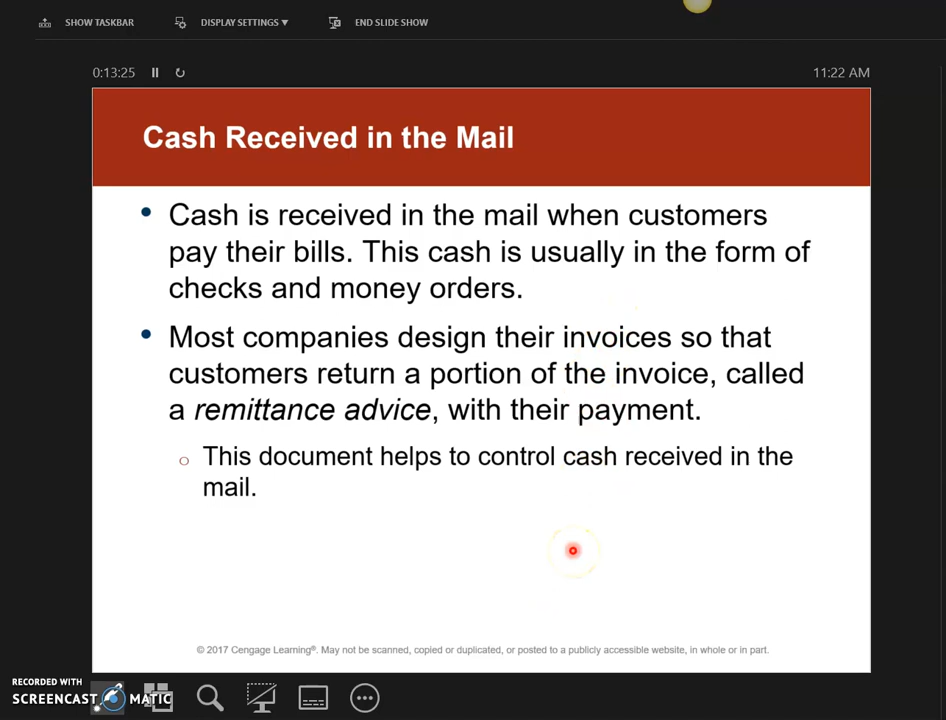 SHOW TASKBAR DISPLAY SETTINGS ▼ END SLIDE SHOW
0:13:25 11:22 AM
Cash Received in the Mail
• Cash is received in the mail when customers
pay their bills. This cash is usually in the form of
checks and money orders.
• Most companies design their invoices so that
customers return a portion of the invoice, called
a remittance advice, with their payment.
o This document helps to control cash received in the
mail.
© 2017 Cengage Learning®. May not be scanned, copied or duplicated, or posted to a publicly accessible website, in whole or in part.
RECORDED WITH
SCREENCAST MATIC